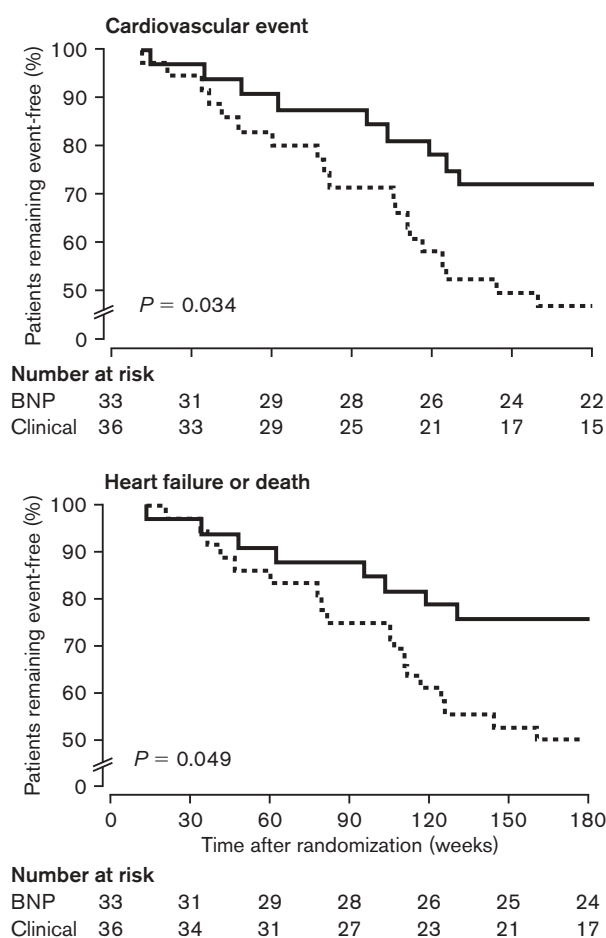 Cardiovascular event
Patients remaining event-free (%)
100
90
80
70
60
50
0
P = 0.034
Number at risk
BNP 33 31 29 28 26 24 22
Clinical 36 33 29 25 21 17 15
Heart failure or death
Patients remaining event-free (%)
100
90
80
70
60
50
0
P = 0.049
0 30 60 90 120 150 180
Time after randomization (weeks)
Number at risk
BNP 33 31 29 28 26 25 24
Clinical 36 34 31 27 23 21 17